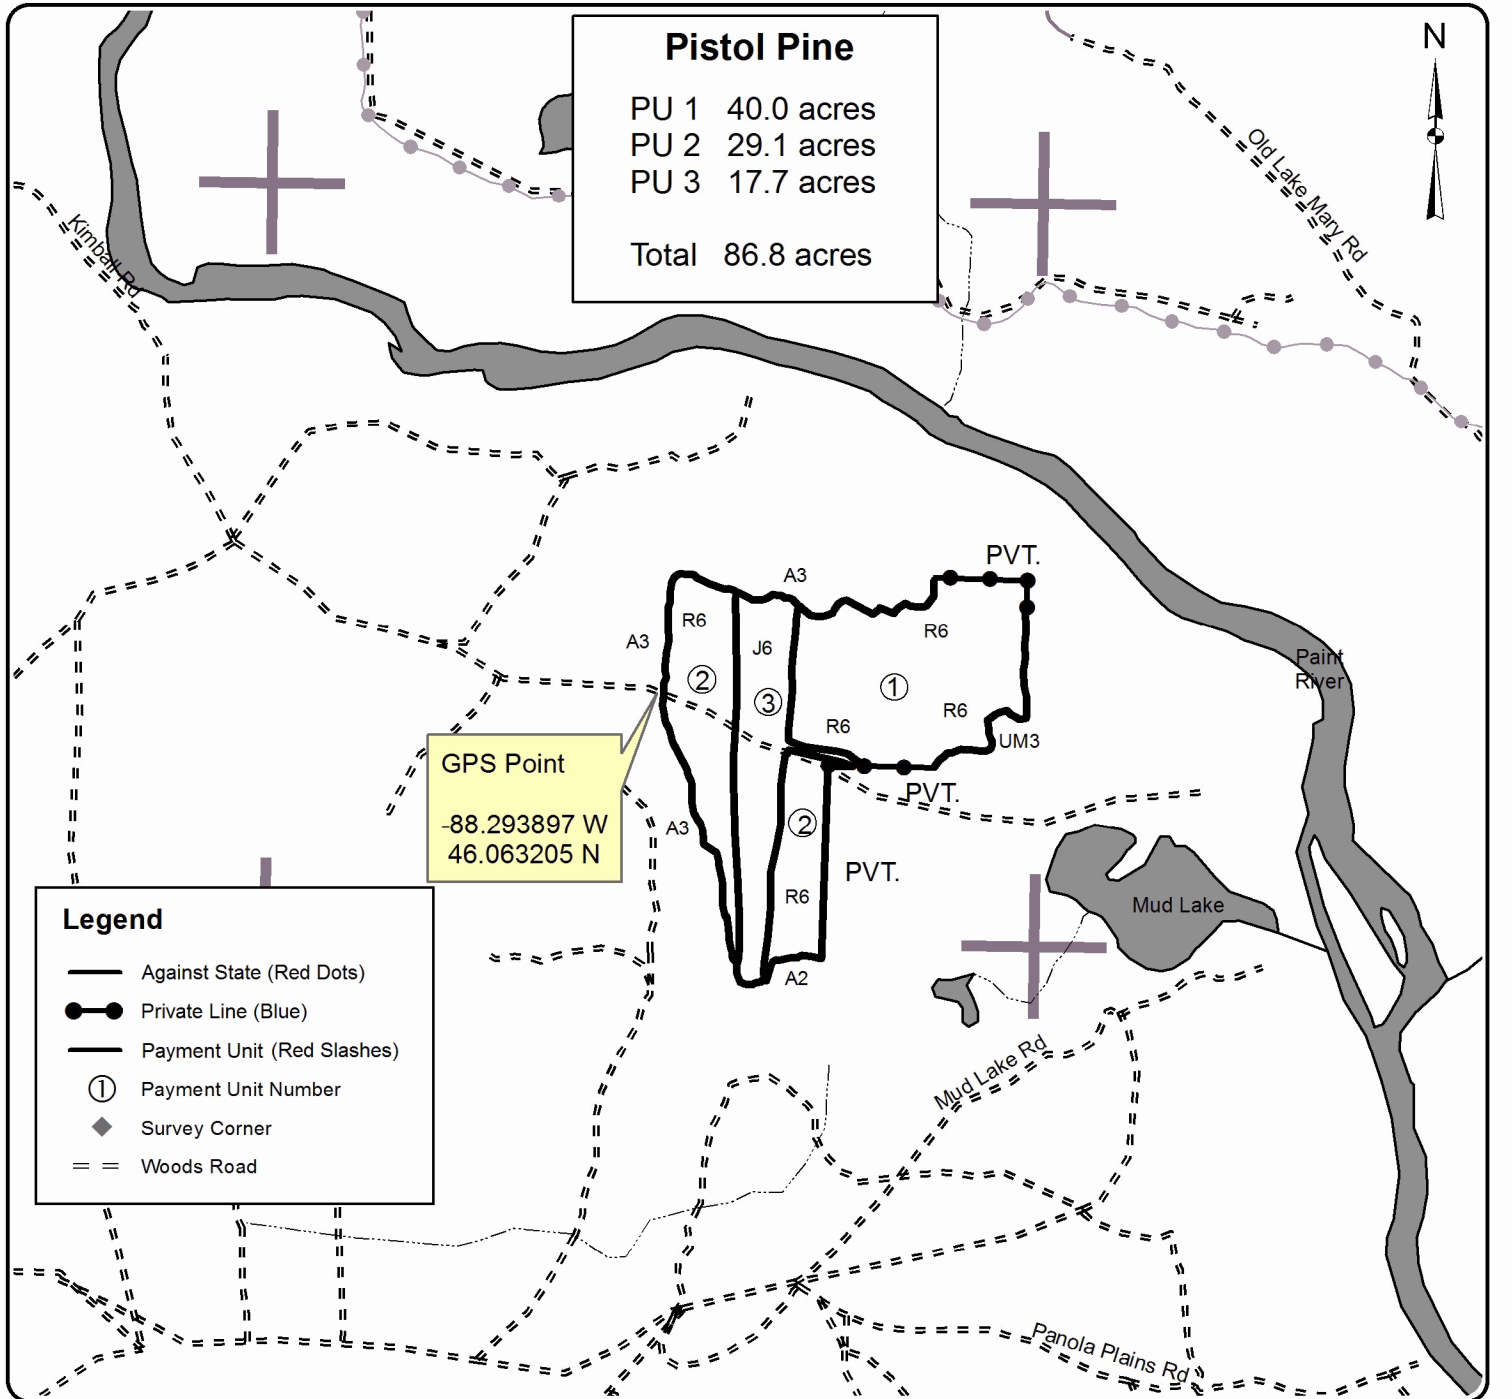 Pistol Pine
PU 1 40.0 acres
PU 2 29.1 acres
PU 3 17.7 acres
Total 86.8 acres
N
Old Lake Mary Rd
Kimball Rd
PVT.
A3
R6
R6
A3
J6
Paint
River
2
1
3
R6
R6
UM3
GPS Point
-88.293897 W
46.063205 N
PVT.
A3
2
PVT.
R6
Mud Lake
A2
Legend
Against State (Red Dots)
Private Line (Blue)
Payment Unit (Red Slashes)
1 Payment Unit Number
Survey Corner
Woods Road
Mud Lake Rd
Panola Plains Rd